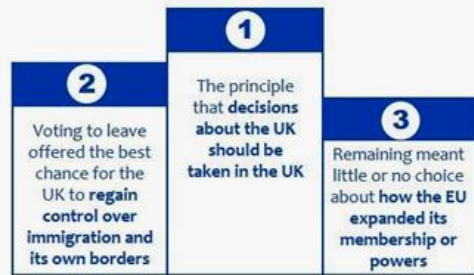 1
The principle
that decisions
about the UK
should be
taken in the UK
2
Voting to leave
offered the best
chance for the
UK to regain
control over
immigration and
its own borders
3
Remaining meant
little or no choice
about how the EU
expanded its
membership or
powers